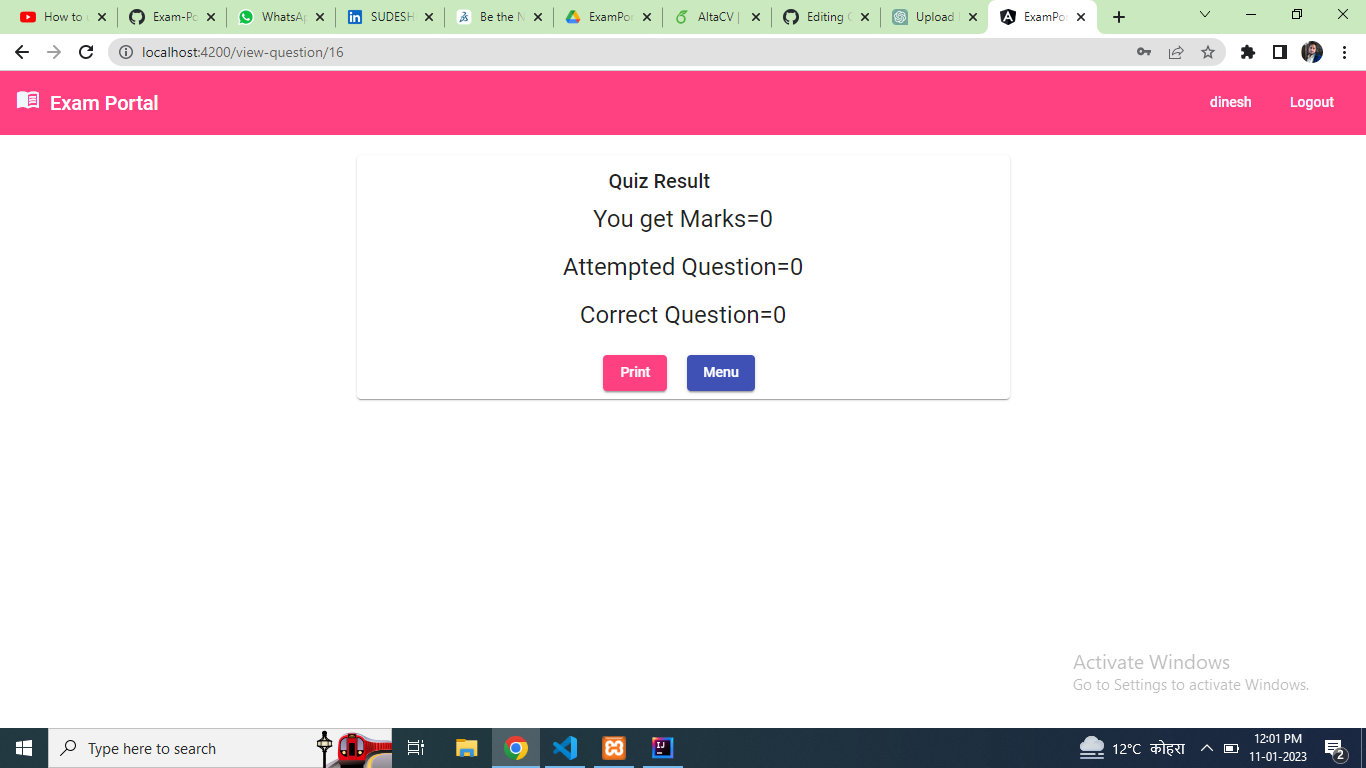 How to
Exam-Po
WhatsAp
SUDESH
Be the N
ExamPor
AltaCV |
Editing
Upload
ExamPo
localhost:4200/view-question/16
Exam Portal
dinesh
Logout
Quiz Result
You get Marks=0
Attempted Question=0
Correct Question=0
Print
Menu
Activate Windows
Go to Settings to activate Windows.
Type here to search
12°C कोहरा
12:01 PM
11-01-2023
2